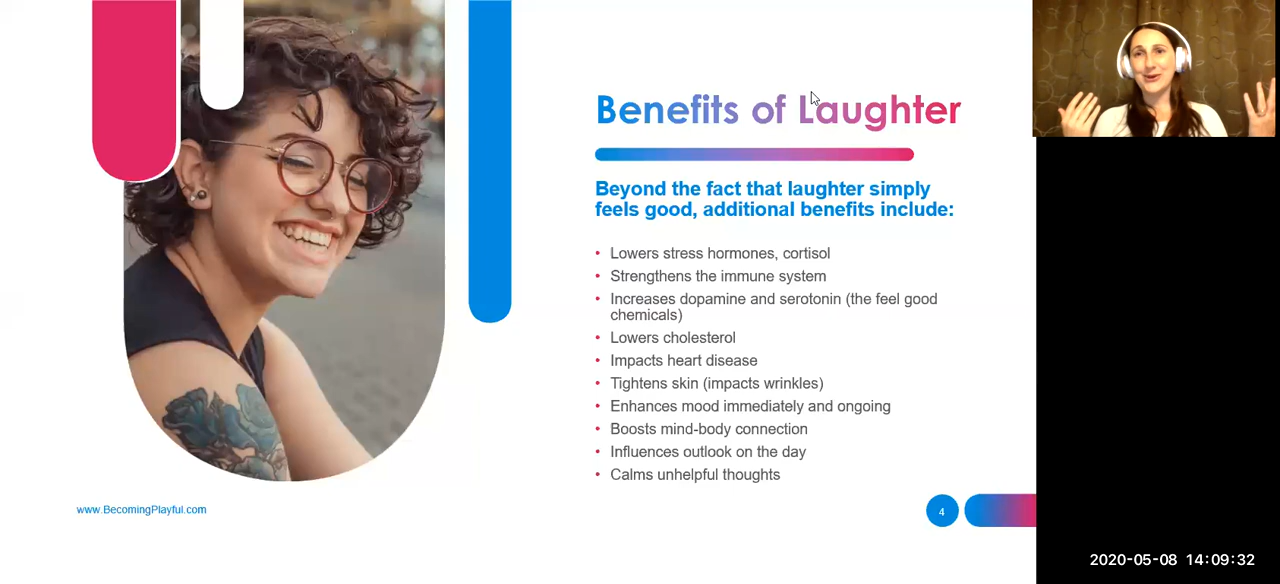 Benefits of Laughter
Beyond the fact that laughter simply
feels good, additional benefits include:
• Lowers stress hormones, cortisol
• Strengthens the immune system
• Increases dopamine and serotonin (the feel good
chemicals)
• Lowers cholesterol
• Impacts heart disease
• Tightens skin (impacts wrinkles)
• Enhances mood immediately and ongoing
• Boosts mind-body connection
• Influences outlook on the day
• Calms unhelpful thoughts
www.BecomingPlayful.com
4
2020-05-08 14:09:32